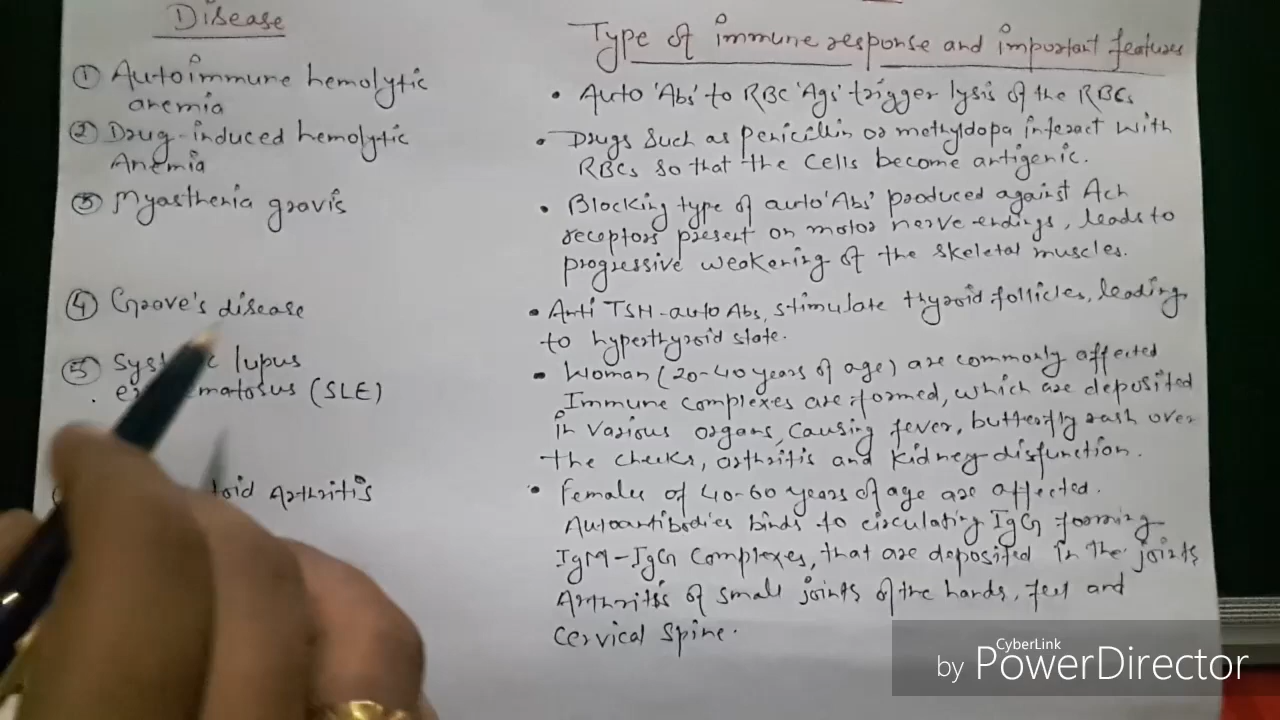 Disease
Type of immune response and important features
① Autoimmune hemolytic
anemia
• Auto 'Abs' to RBC 'Ags' trigger lysis of the RBCs
② Drug-induced hemolytic
Anemia
• Drugs such as penicillin or methyldopa interact with
RBCs so that the cells become antigenic.
③ Myasthenia gravis
• Blocking type of auto 'Abs' produced against Ach
receptors present on motor nerve endings, leads to
progressive weakening of the skeletal muscles.
④ Grave's disease
• Anti TSH-auto Abs, stimulate thyroid follicles, leading
to hyperthyroid state.
⑤ Sys c lupus
matosus (SLE)
• Woman (20-40 years of age) are commonly affected
Immune complexes are formed, which are deposited
in various organs, causing fever, butterfly rash over
the cheeks, arthritis and kidney disfunction.
toid Arthritis
• Females of 40-60 years of age are affected.
Autoantibodies binds to circulating IgG forming
IgM-IgG complexes, that are deposited in the joints
Arthritis of small joints of the hands, feet and
cervical spine.
CyberLink
by PowerDirector